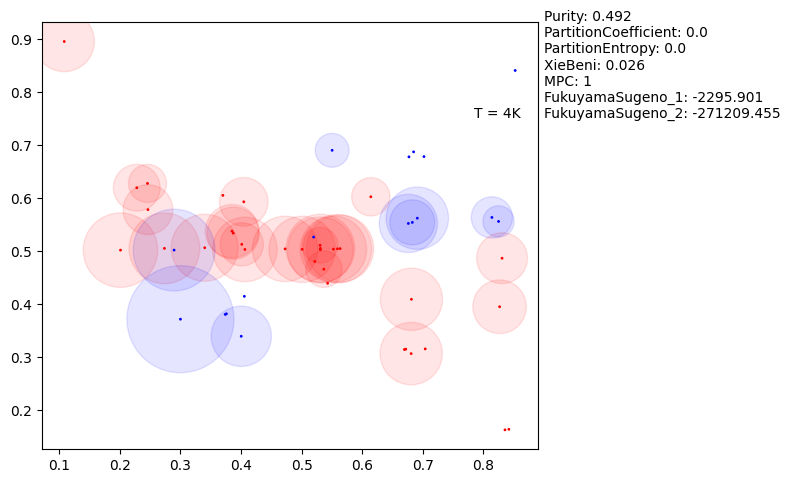 Purity: 0.492
PartitionCoefficient: 0.0
PartitionEntropy: 0.0
XieBeni: 0.026
MPC: 1
FukuyamaSugeno_1: -2295.901
FukuyamaSugeno_2: -271209.455
T = 4K
0.9
0.8
0.7
0.6
0.5
0.4
0.3
0.2
0.1 0.2 0.3 0.4 0.5 0.6 0.7 0.8